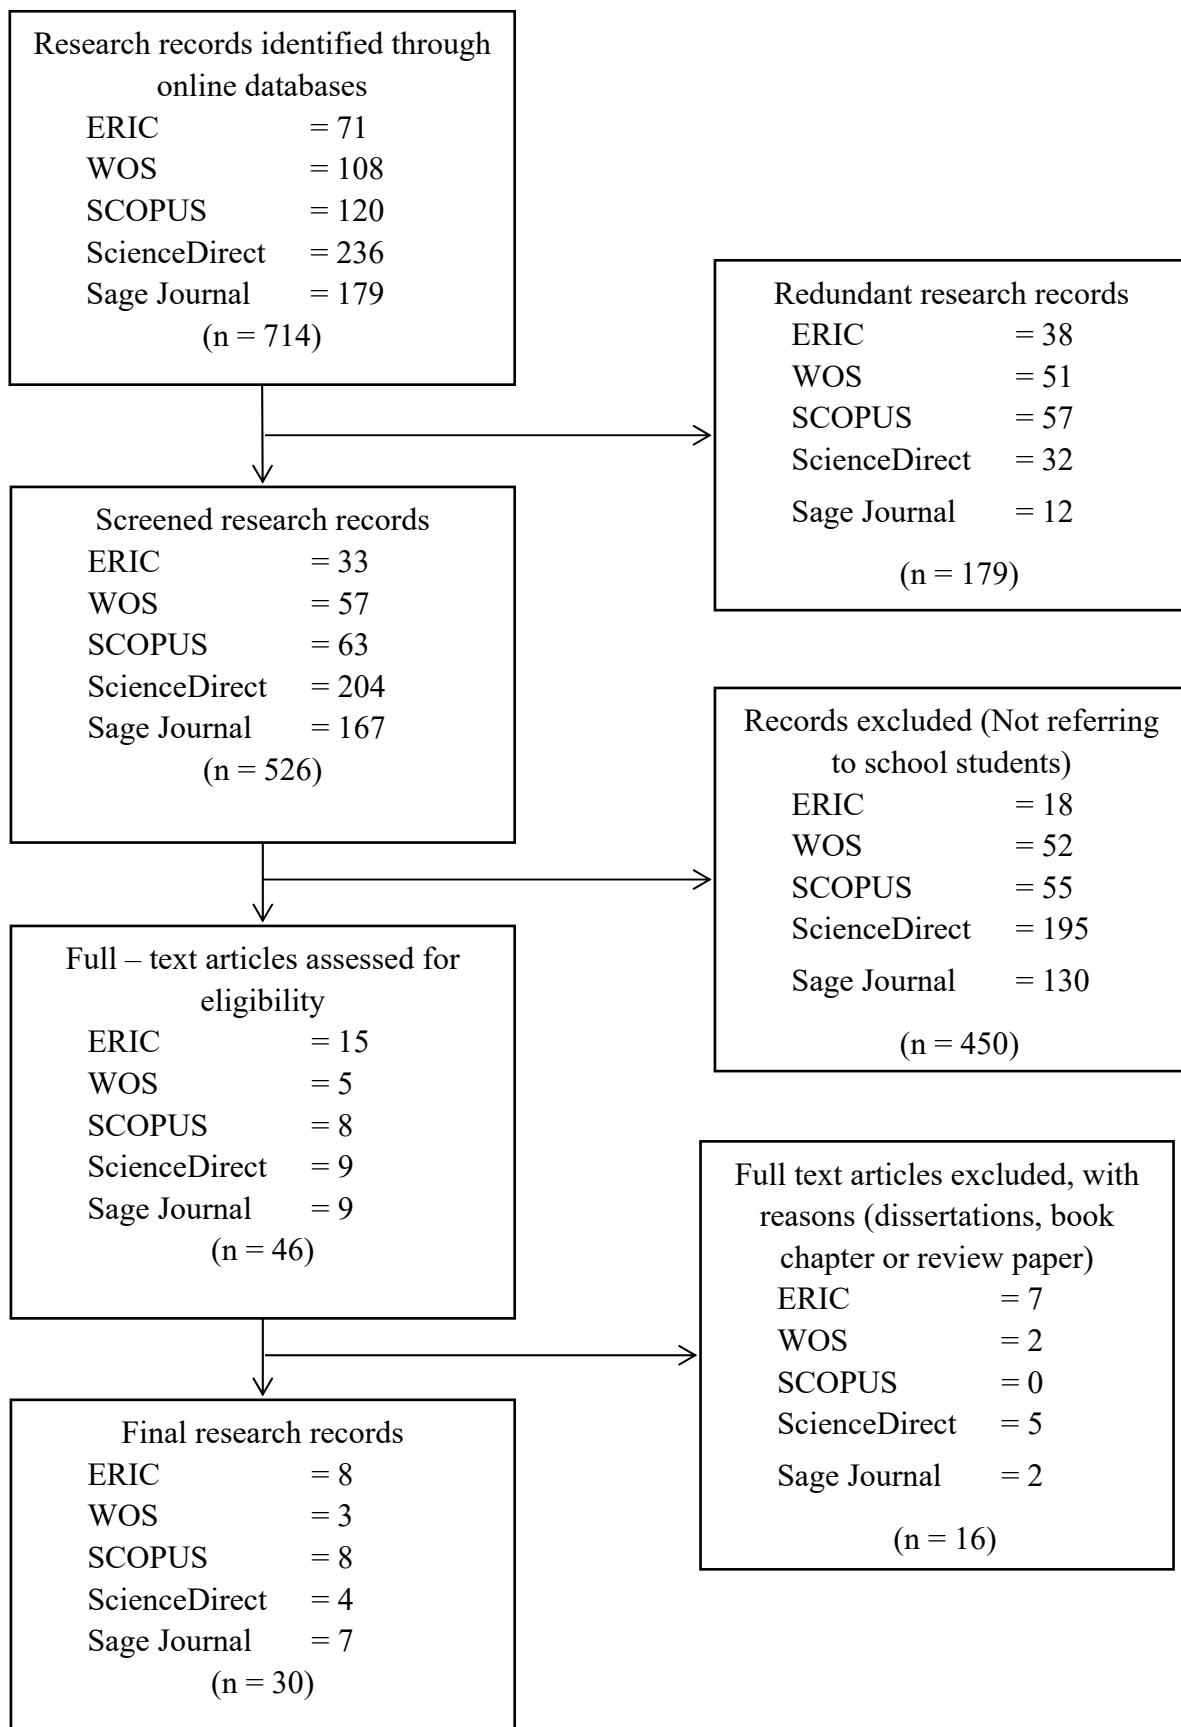 Research records identified through
online databases
ERIC = 71
WOS = 108
SCOPUS = 120
ScienceDirect = 236
Sage Journal = 179
(n = 714)
Redundant research records
ERIC = 38
WOS = 51
SCOPUS = 57
ScienceDirect = 32
Sage Journal = 12
(n = 179)
Screened research records
ERIC = 33
WOS = 57
SCOPUS = 63
ScienceDirect = 204
Sage Journal = 167
(n = 526)
Records excluded (Not referring
to school students)
ERIC = 18
WOS = 52
SCOPUS = 55
ScienceDirect = 195
Sage Journal = 130
(n = 450)
Full – text articles assessed for
eligibility
ERIC = 15
WOS = 5
SCOPUS = 8
ScienceDirect = 9
Sage Journal = 9
(n = 46)
Full text articles excluded, with
reasons (dissertations, book
chapter or review paper)
ERIC = 7
WOS = 2
SCOPUS = 0
ScienceDirect = 5
Sage Journal = 2
(n = 16)
Final research records
ERIC = 8
WOS = 3
SCOPUS = 8
ScienceDirect = 4
Sage Journal = 7
(n = 30)